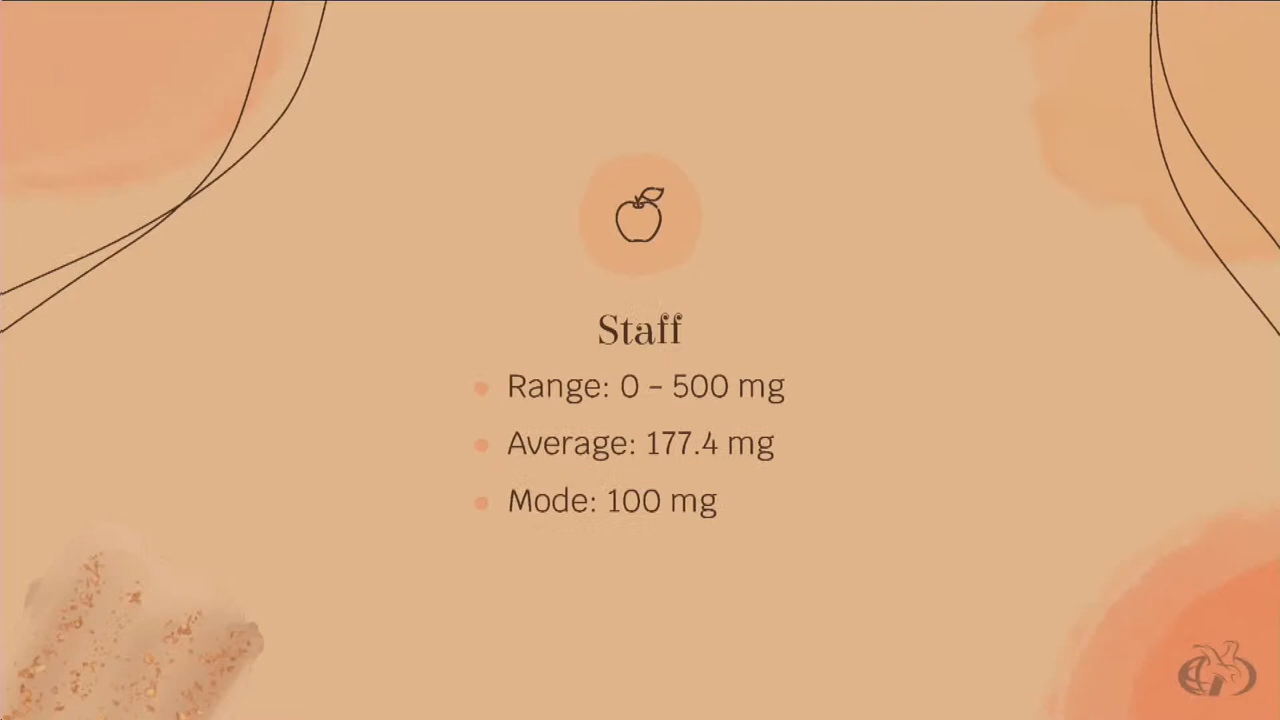 Staff
Range: 0 – 500 mg
Average: 177.4 mg
Mode: 100 mg